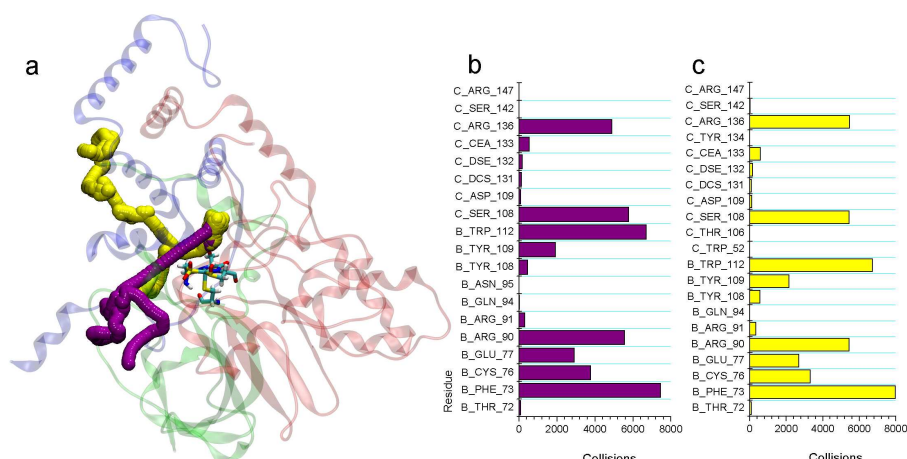 a
b
C_ARG_147
C_SER_142
C_ARG_136
C_CEA_133
C_DSE_132
C_DCS_131
C_ASP_109
C_SER_108
B_TRP_112
B_TYR_109
B_TYR_108
B_ASN_95
B_GLN_94
B_ARG_91
B_ARG_90
B_GLU_77
B_CYS_76
B_PHE_73
B_THR_72
Residue
0 2000 4000 6000 8000
Collisions
c
C_ARG_147
C_SER_142
C_ARG_136
C_TYR_134
C_CEA_133
C_DSE_132
C_DCS_131
C_ASP_109
C_SER_108
C_THR_106
C_TRP_52
B_TRP_112
B_TYR_109
B_TYR_108
B_GLN_94
B_ARG_91
B_ARG_90
B_GLU_77
B_CYS_76
B_PHE_73
B_THR_72
0 2000 4000 6000 8000
Collisions